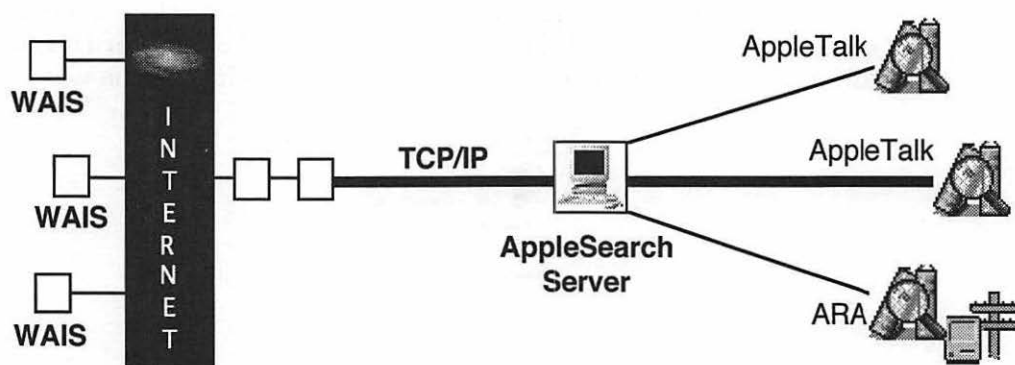 WAIS
WAIS
WAIS
INTERNET
TCP/IP
AppleSearch
Server
AppleTalk
AppleTalk
ARA